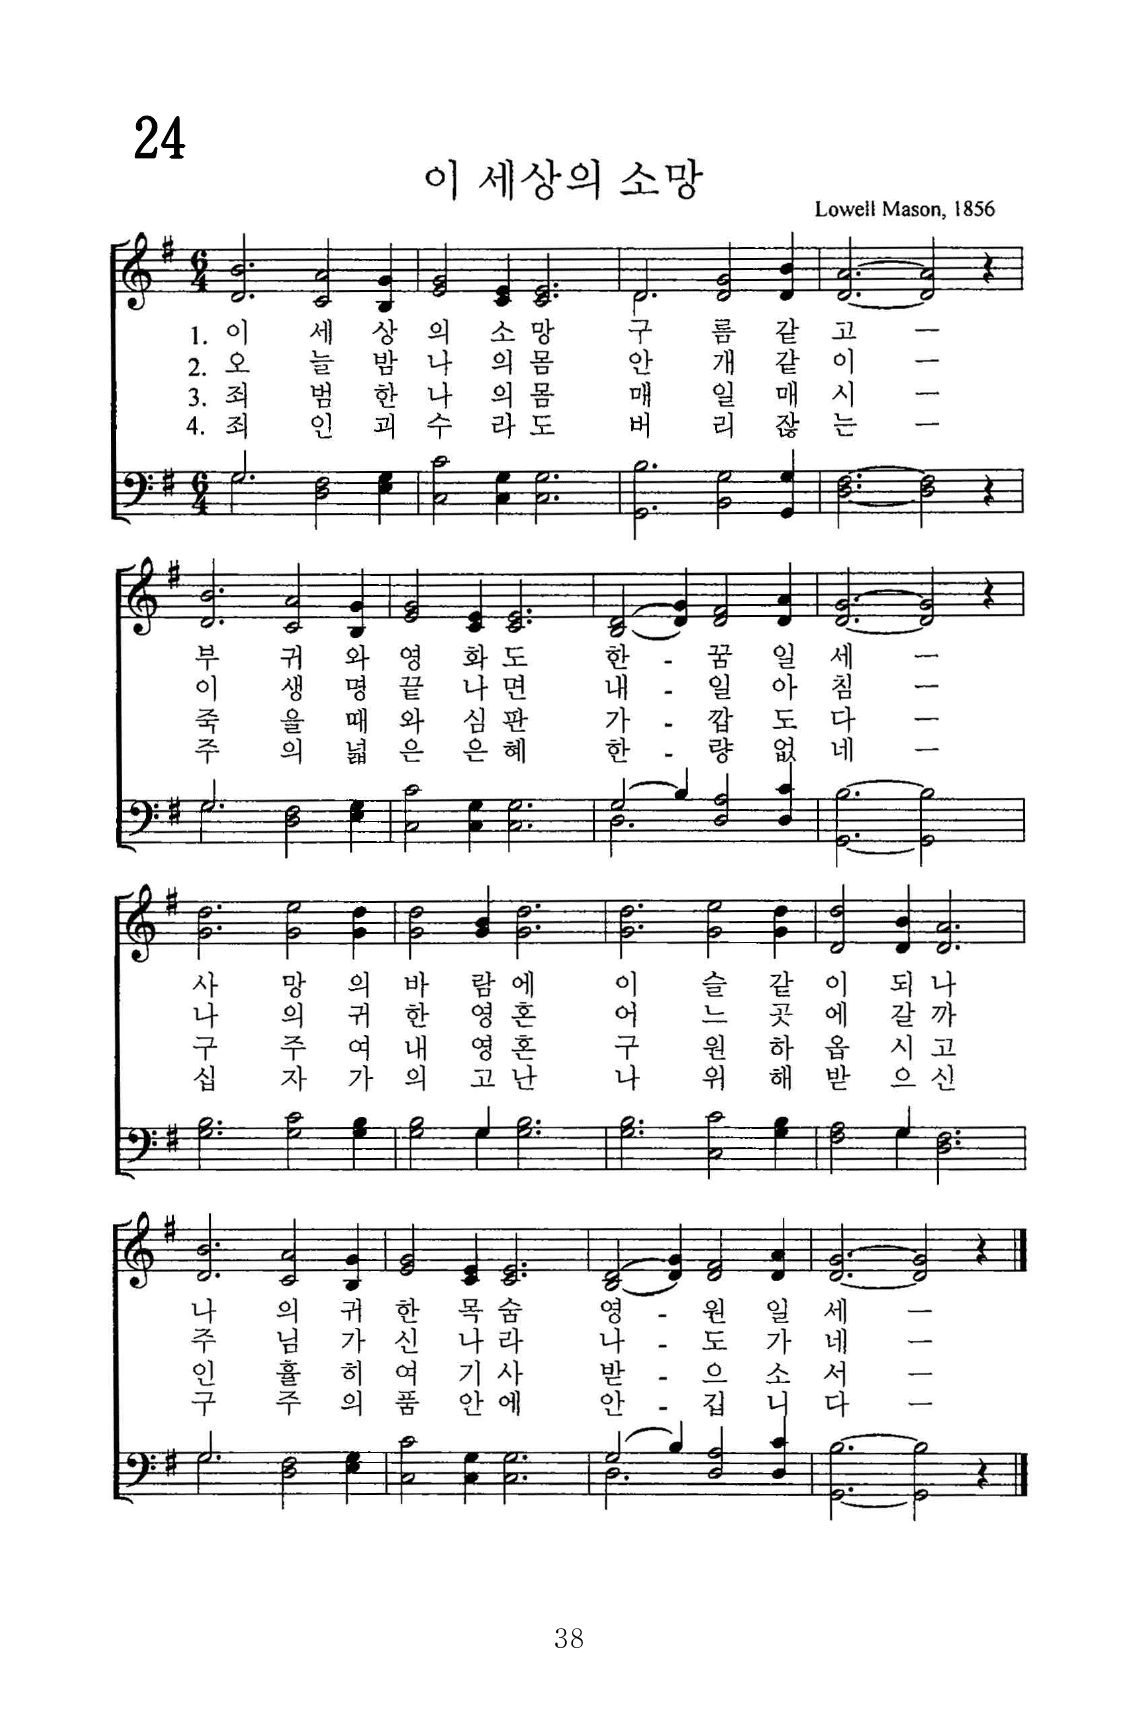 24
이 세상의 소망
Lowell Mason, 1856
1. 이 세 상 의 소 망 구 름 같 고 ㅡ
2. 오 늘 밤 나 의 몸 안 개 같 이 ㅡ
3. 죄 범 한 나 의 몸 매 일 매 시 ㅡ
4. 죄 인 괴 수 라 도 버 리 잖 는 ㅡ
부 귀 와 영 화 도 한 - 꿈 일 세 ㅡ
이 생 명 끝 나 면 내 - 일 아 침 ㅡ
죽 을 때 와 심 판 가 - 깝 도 다 ㅡ
주 의 넓 은 은 혜 한 - 량 없 네 ㅡ
사 망 의 바 람 에 이 슬 같 이 되 나
나 의 귀 한 영 혼 어 느 곳 에 갈 까
구 주 여 내 영 혼 구 원 하 옵 시 고
십 자 가 의 고 난 나 위 해 받 으 신
나 의 귀 한 목 숨 영 - 원 일 세 ㅡ
주 님 가 신 나 라 나 - 도 가 네 ㅡ
인 휼 히 여 기 사 받 - 으 소 서 ㅡ
구 주 의 품 안 에 안 - 깁 니 다 ㅡ
38